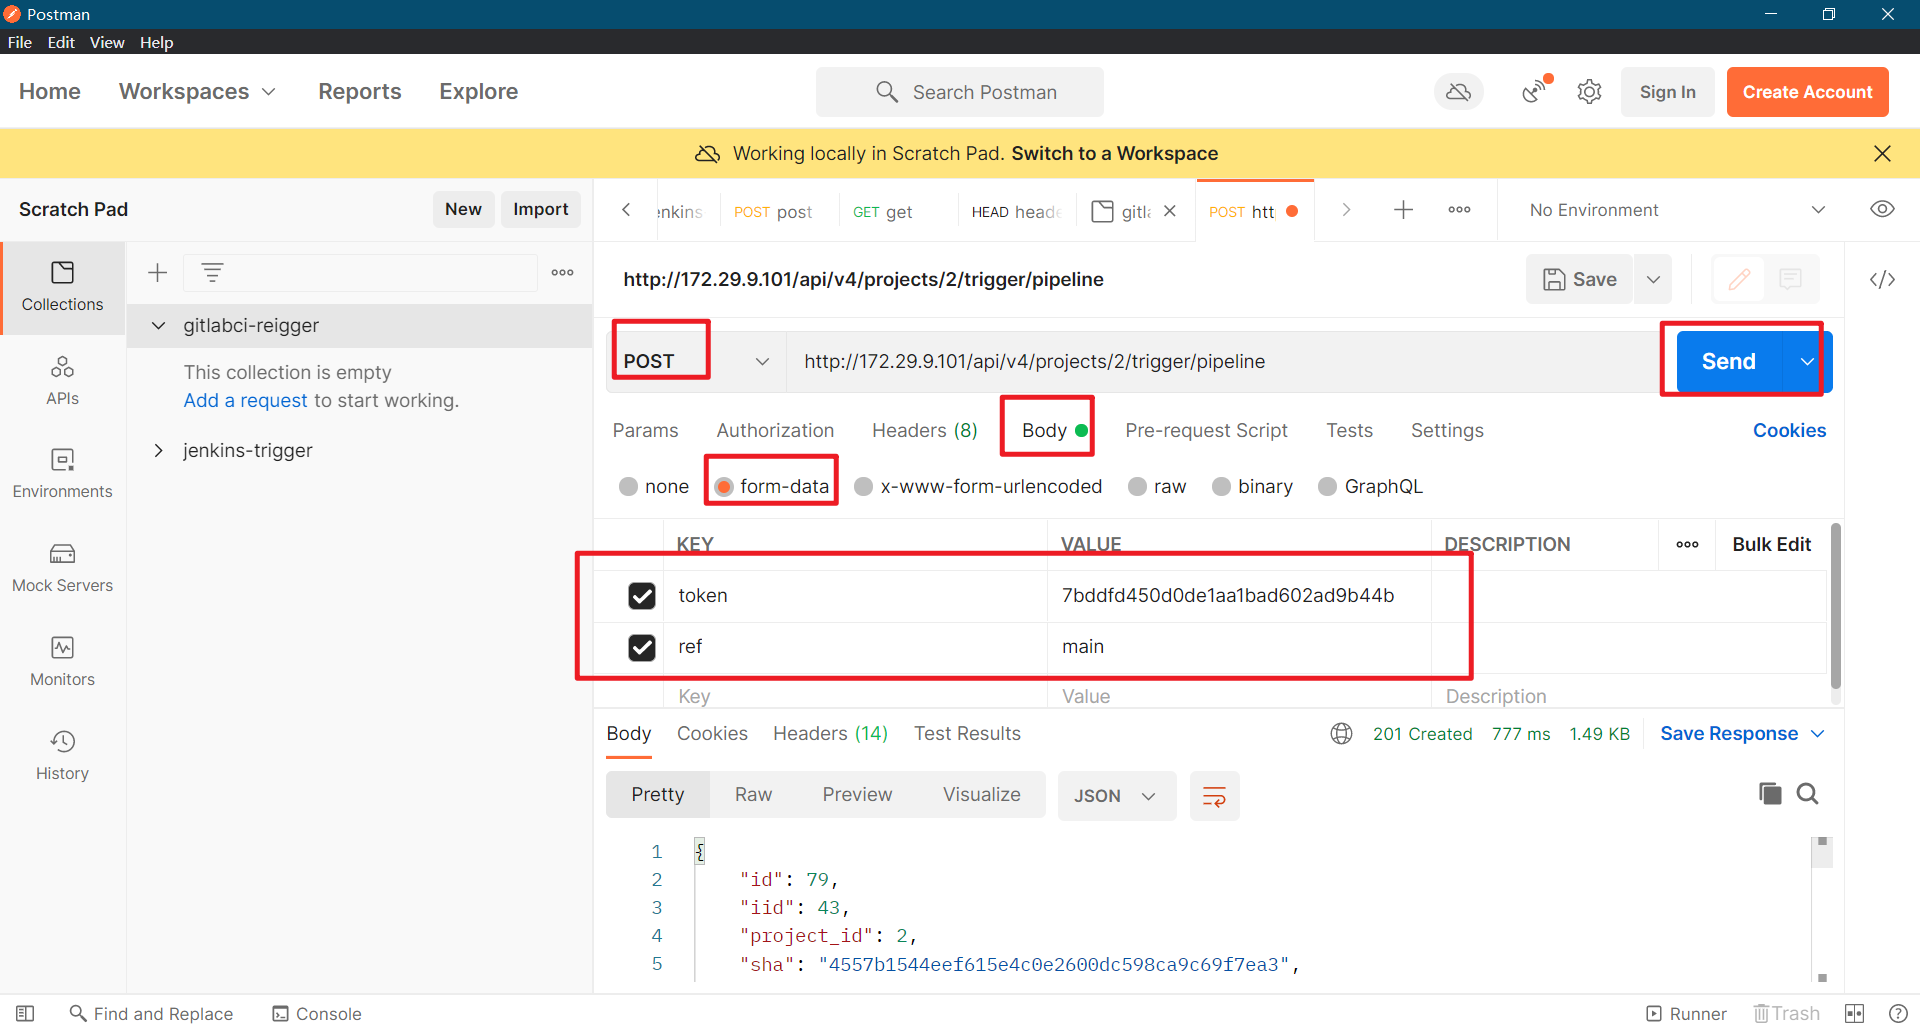 Postman
File Edit View Help
Home Workspaces Reports Explore Search Postman Sign In Create Account
Working locally in Scratch Pad. Switch to a Workspace
Scratch Pad New Import
enkins POST post GET get HEAD heade gitla POST htt No Environment
Collections
APIs
Environments
Mock Servers
Monitors
History
gitlabci-reigger
This collection is empty
Add a request to start working.
jenkins-trigger
http://172.29.9.101/api/v4/projects/2/trigger/pipeline Save
POST http://172.29.9.101/api/v4/projects/2/trigger/pipeline Send
Params Authorization Headers (8) Body Pre-request Script Tests Settings Cookies
none form-data x-www-form-urlencoded raw binary GraphQL
KEY VALUE DESCRIPTION Bulk Edit
token 7bddfd450d0de1aa1bad602ad9b44b
ref main
Key Value Description
Body Cookies Headers (14) Test Results 201 Created 777 ms 1.49 KB Save Response
Pretty Raw Preview Visualize JSON
1 {
2 "id": 79,
3 "iid": 43,
4 "project_id": 2,
5 "sha": "4557b1544eef615e4c0e2600dc598ca9c69f7ea3",
Find and Replace Console Runner Trash